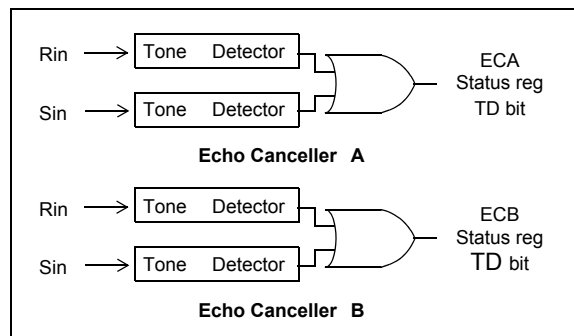 Rin
Tone Detector
ECA
Status reg
TD bit
Sin
Tone Detector
Echo Canceller A
Rin
Tone Detector
ECB
Status reg
TD bit
Sin
Tone Detector
Echo Canceller B